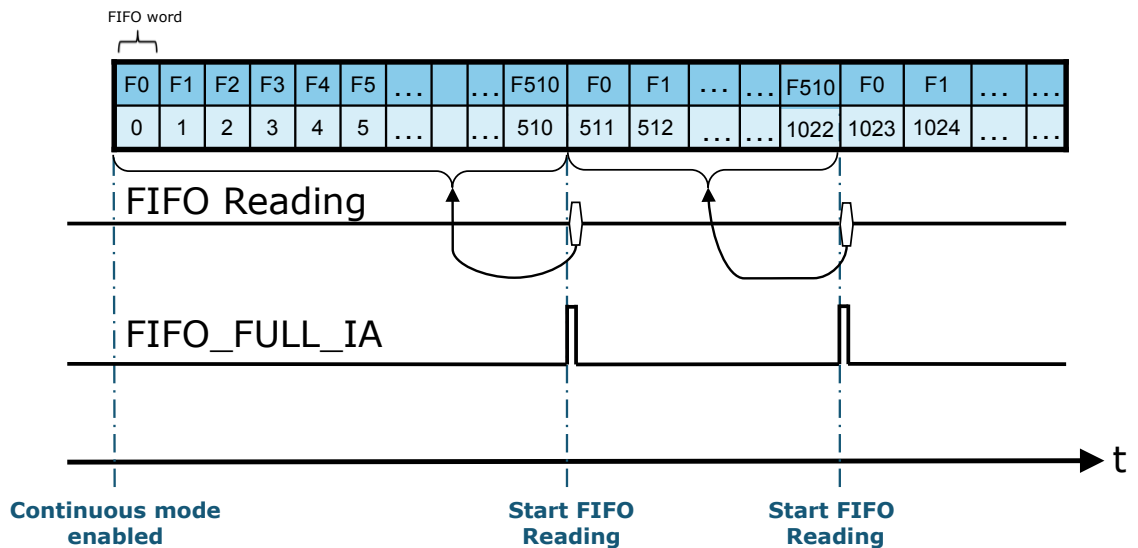 FIFO word
F0 F1 F2 F3 F4 F5 ... ... F510 F0 F1 ... ... F510 F0 F1 ... ...
0 1 2 3 4 5 ... ... 510 511 512 ... ... 1022 1023 1024 ... ...
FIFO Reading
FIFO_FULL_IA
t
Continuous mode
enabled
Start FIFO
Reading
Start FIFO
Reading